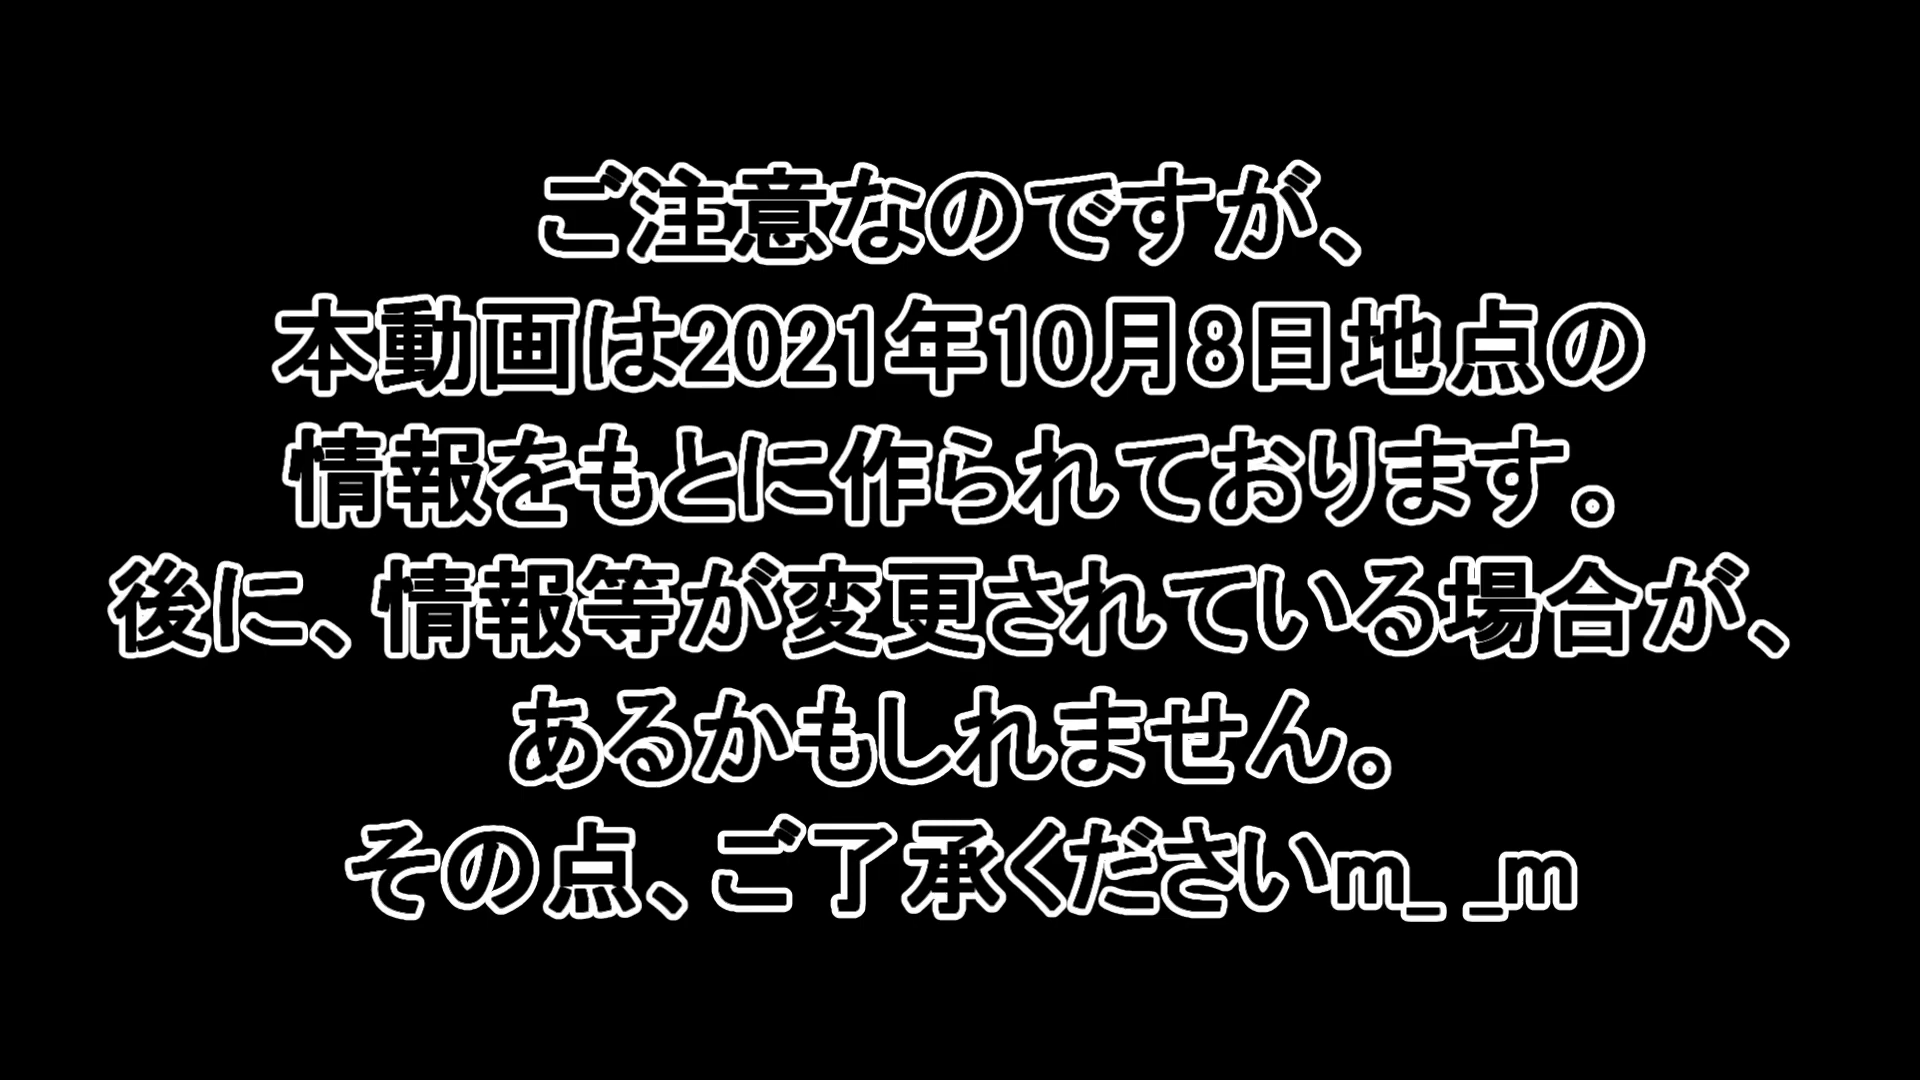 ご注意なのですが、
本動画は2021年10月8日地点の
情報をもとに作られております。
後に、情報等が変更されている場合が、
あるかもしれません。
その点、ご了承くださいm_ _m